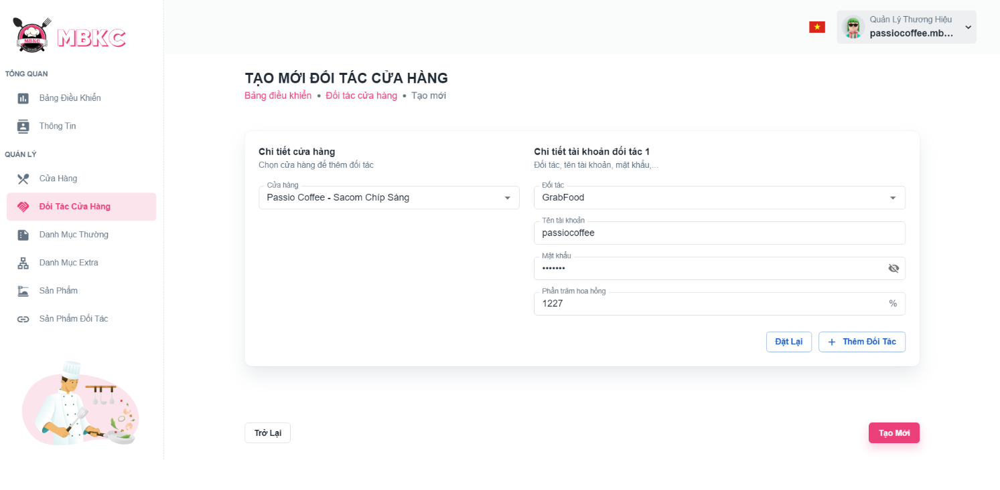 MBKC
MBKC
Quản Lý Thương Hiệu
passiocoffee.mb...
TỔNG QUAN
Bảng Điều Khiển
Thông Tin
QUẢN LÝ
Cửa Hàng
Đối Tác Cửa Hàng
Danh Mục Thường
Danh Mục Extra
Sản Phẩm
Sản Phẩm Đối Tác
TẠO MỚI ĐỐI TÁC CỬA HÀNG
Bảng điều khiển • Đối tác cửa hàng • Tạo mới
Chi tiết cửa hàng
Chọn cửa hàng để thêm đối tác
Cửa hàng
Passio Coffee - Sacom Chíp Sáng
Chi tiết tài khoản đối tác 1
Đối tác, tên tài khoản, mật khẩu,...
Đối tác
GrabFood
Tên tài khoản
passiocoffee
Mật khẩu
•••••••
Phần trăm hoa hồng
1227 %
Đặt Lại
+ Thêm Đối Tác
Trở Lại
Tạo Mới